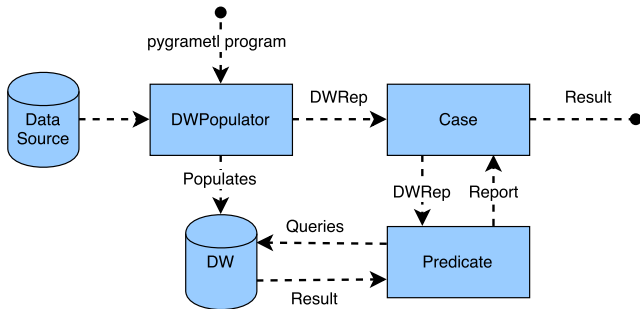 pygrametl program
DWRep
Result
Data
Source
DWPopulator
Case
Populates
DWRep
Report
Queries
DW
Predicate
Result